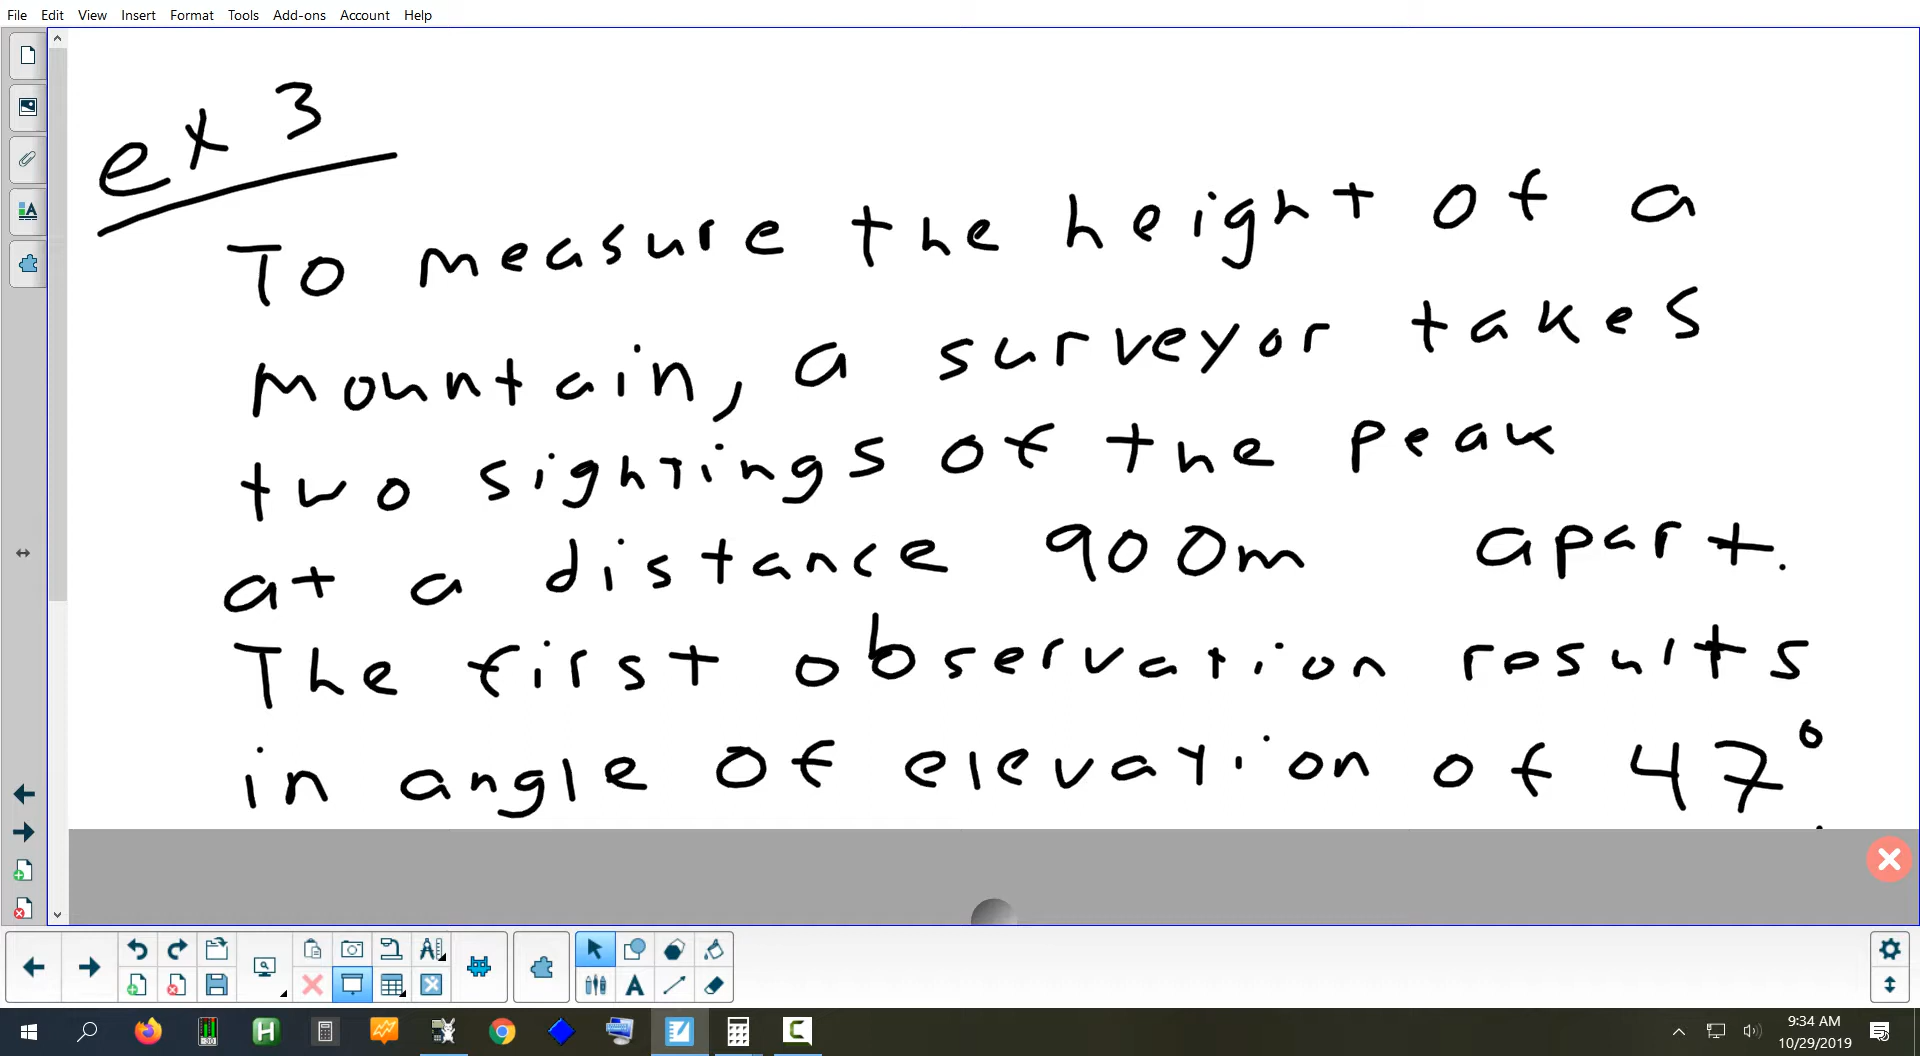 File Edit View Insert Format Tools Add-ons Account Help
ex 3
To measure the height of a
mountain, a surveyor takes
two sightings of the peak
at a distance 900m apart.
The first observation results
in angle of elevation of 47°
9:34 AM
10/29/2019